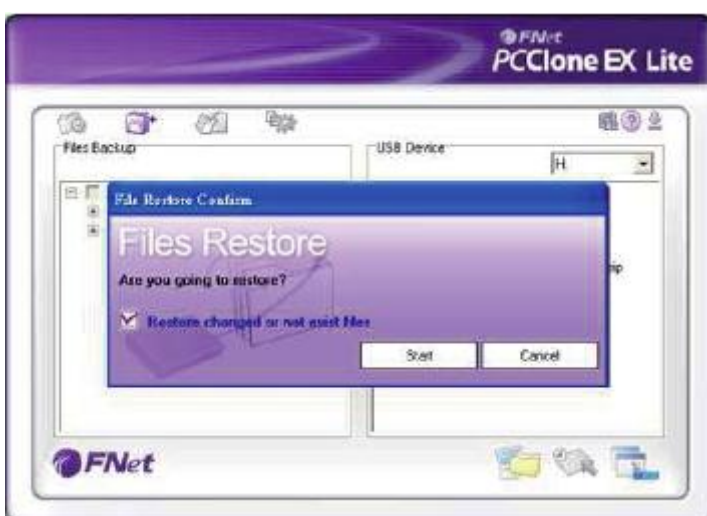 FNet
PCClone EX Lite
Files Backup
USB Device
H:
File Restore Confirm
Files Restore
Are you going to restore?
Restore changed or not exist files
Start
Cancel
FNet